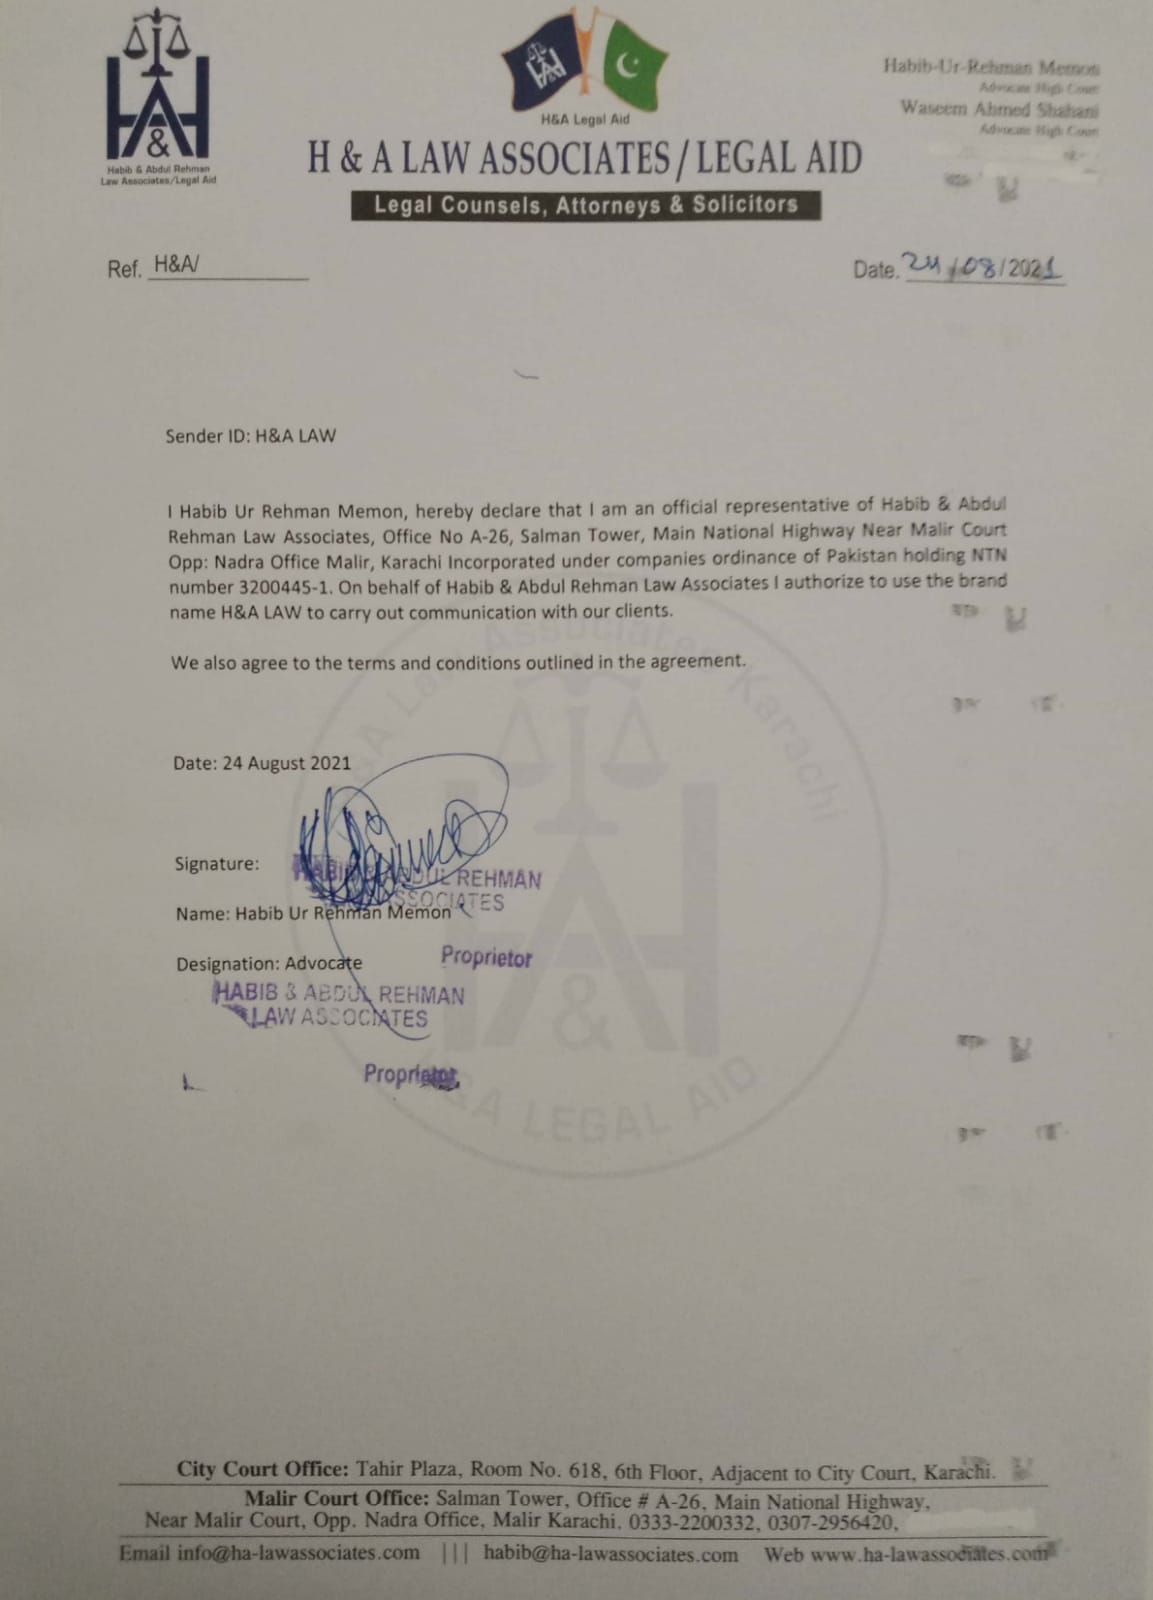 H
A
&
Habib & Abdul Rehman
Law Associates/Legal Aid
H&A
H&A Legal Aid
Habib-Ur-Rehman Memon
Advocate High Court
Waseem Ahmed Shahani
Advocate High Court
H & A LAW ASSOCIATES / LEGAL AID
Legal Counsels, Attorneys & Solicitors
Ref. H&A/
Date. 24/08/2021
Sender ID: H&A LAW
I Habib Ur Rehman Memon, hereby declare that I am an official representative of Habib & Abdul
Rehman Law Associates, Office No A-26, Salman Tower, Main National Highway Near Malir Court
Opp: Nadra Office Malir, Karachi Incorporated under companies ordinance of Pakistan holding NTN
number 3200445-1. On behalf of Habib & Abdul Rehman Law Associates I authorize to use the brand
name H&A LAW to carry out communication with our clients.
We also agree to the terms and conditions outlined in the agreement.
H&A Law Associates Karachi
Date: 24 August 2021
Signature:
HABIB & ABDUL REHMAN
ASSOCIATES
Name: Habib Ur Rehman Memon
Proprietor
Designation: Advocate
HABIB & ABDUL REHMAN
LAW ASSOCIATES
Proprietor
H&A
H&A LEGAL AID
City Court Office: Tahir Plaza, Room No. 618, 6th Floor, Adjacent to City Court, Karachi.
Malir Court Office: Salman Tower, Office # A-26, Main National Highway,
Near Malir Court, Opp. Nadra Office, Malir Karachi. 0333-2200332, 0307-2956420,
Email info@ha-lawassociates.com ||| habib@ha-lawassociates.com Web www.ha-lawassociates.com